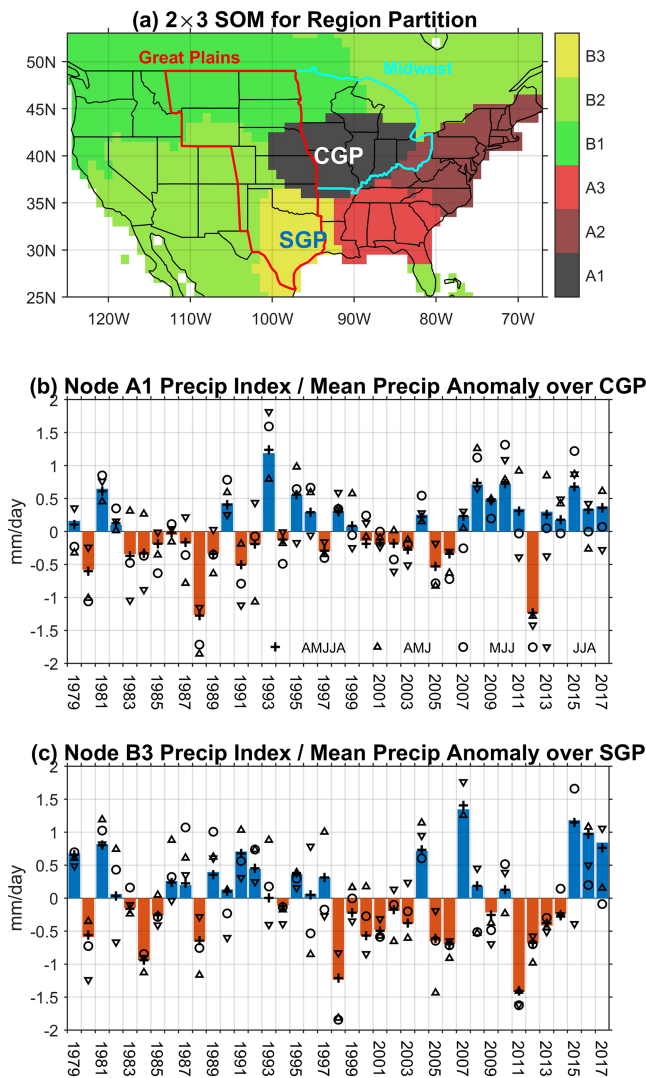 (a) 2×3 SOM for Region Partition
Great Plains
Midwest
CGP
SGP
50N
45N
40N
35N
30N
25N
120W 110W 100W 90W 80W 70W
B3
B2
B1
A3
A2
A1
(b) Node A1 Precip Index / Mean Precip Anomaly over CGP
mm/day
2
1.5
1
0.5
0
-0.5
-1
-1.5
-2
AMJJA AMJ MJJ JJA
1979 1981 1983 1985 1987 1989 1991 1993 1995 1997 1999 2001 2003 2005 2007 2009 2011 2013 2015 2017
(c) Node B3 Precip Index / Mean Precip Anomaly over SGP
mm/day
2
1.5
1
0.5
0
-0.5
-1
-1.5
-2
1979 1981 1983 1985 1987 1989 1991 1993 1995 1997 1999 2001 2003 2005 2007 2009 2011 2013 2015 2017